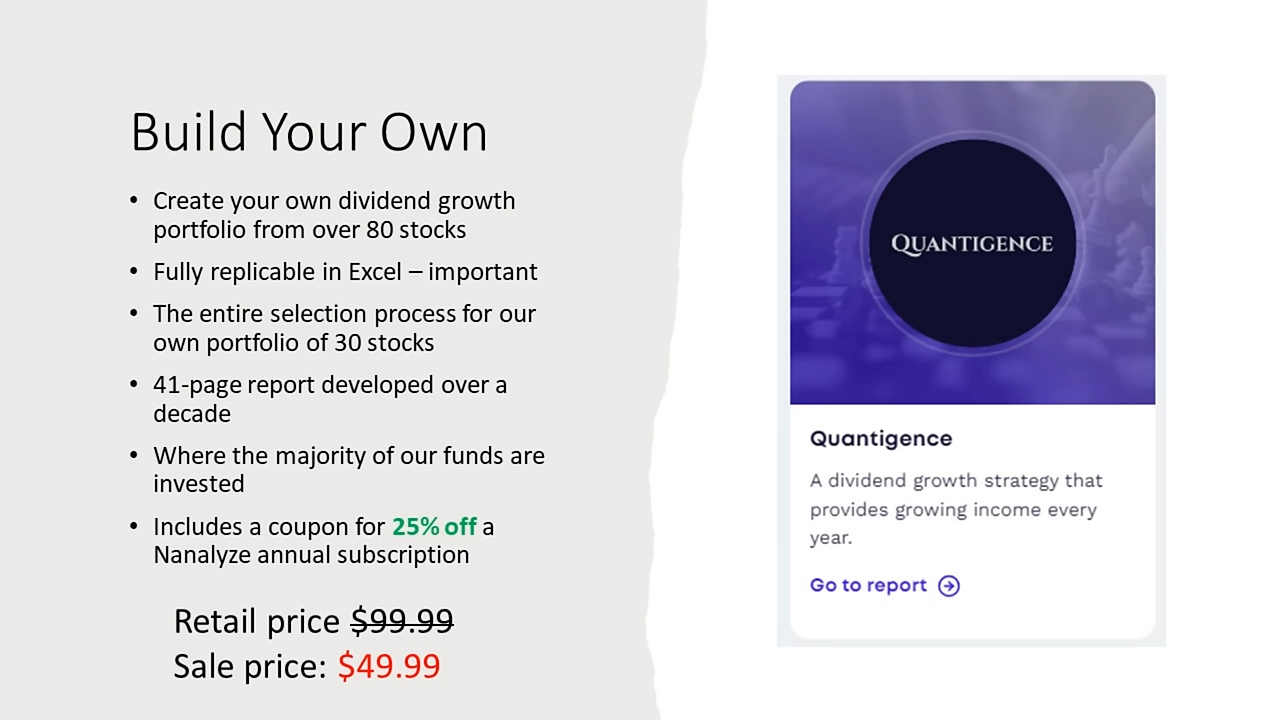 Build Your Own
• Create your own dividend growth
portfolio from over 80 stocks
• Fully replicable in Excel – important
• The entire selection process for our
own portfolio of 30 stocks
• 41-page report developed over a
decade
• Where the majority of our funds are
invested
• Includes a coupon for 25% off a
Nanalyze annual subscription
Retail price $99.99
Sale price: $49.99
QUANTIGENCE
Quantigence
A dividend growth strategy that
provides growing income every
year.
Go to report